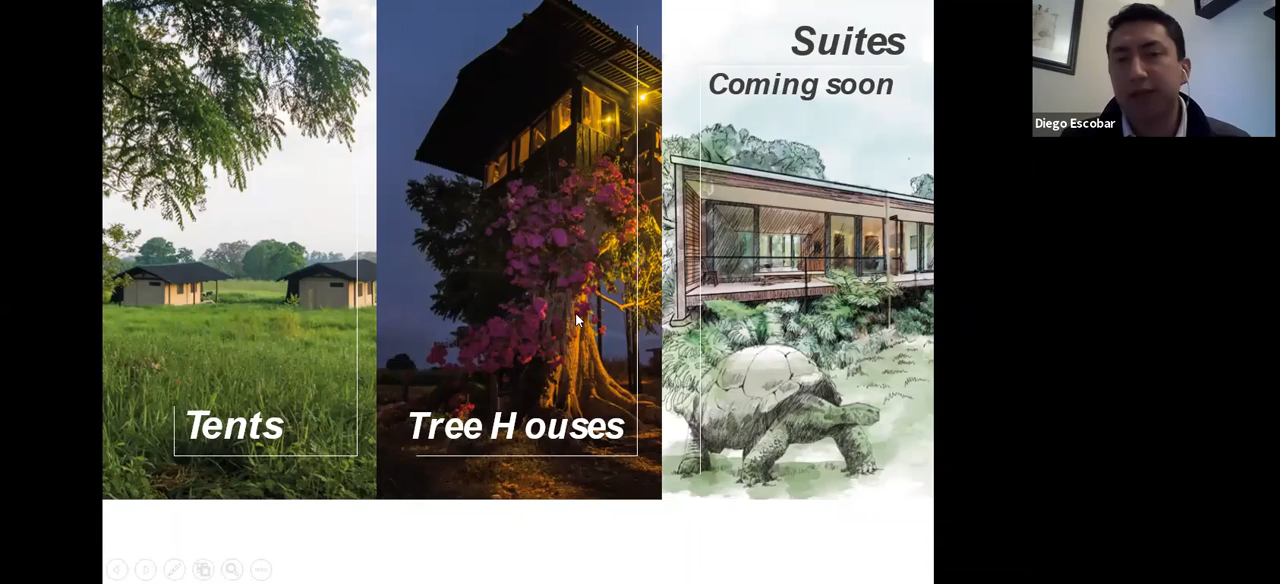 Tents
Tree H ouses
Suites
Coming soon
Diego Escobar